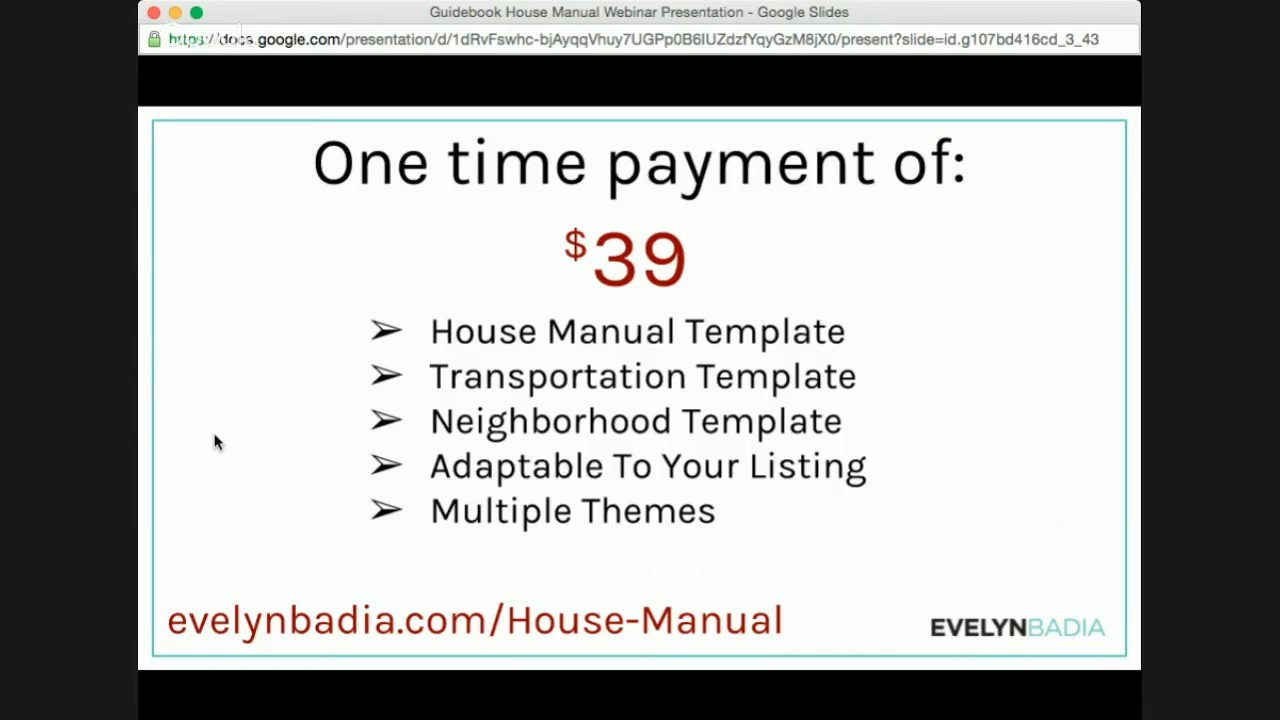 Guidebook House Manual Webinar Presentation - Google Slides
https://docs.google.com/presentation/d/1dRvFswhc-bjAyqqVhuy7UGPp0B6IUZdzfYqyGzM8jX0/present?slide=id.g107bd416cd_3_43
One time payment of:
$39
➢ House Manual Template
➢ Transportation Template
➢ Neighborhood Template
➢ Adaptable To Your Listing
➢ Multiple Themes
evelynbadia.com/House-Manual
EVELYNBADIA